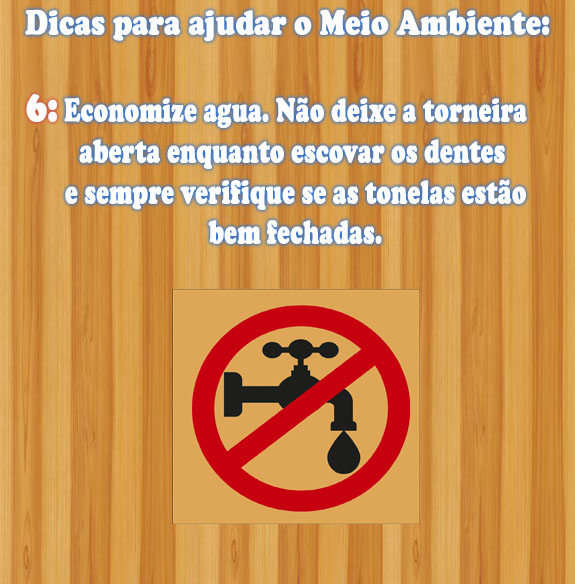 Dicas para ajudar o Meio Ambiente:
6: Economize agua. Não deixe a torneira
aberta enquanto escovar os dentes
e sempre verifique se as tonelas estão
bem fechadas.